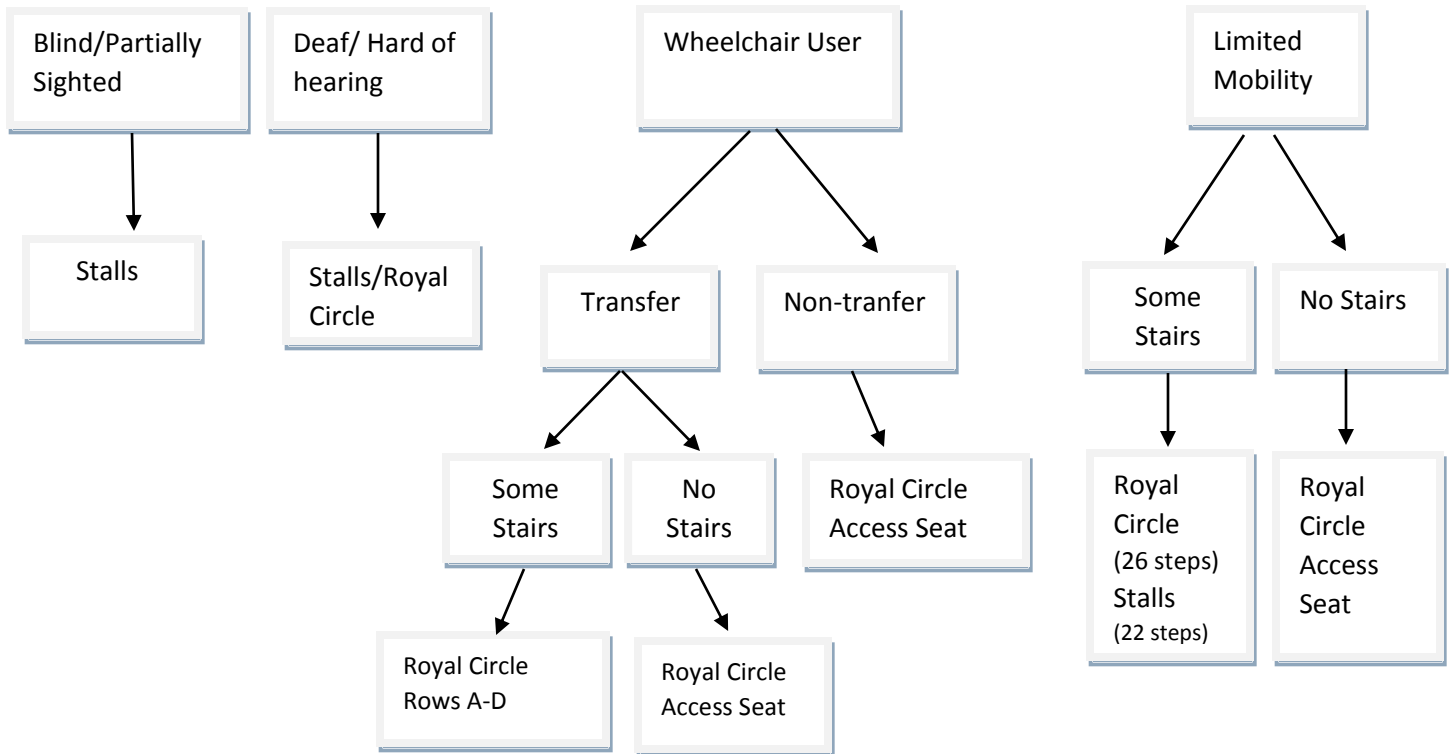 Blind/Partially
Sighted
Deaf/ Hard of
hearing
Wheelchair User
Limited
Mobility
Stalls
Stalls/Royal
Circle
Transfer
Non-tranfer
Some
Stairs
No Stairs
Some
Stairs
No
Stairs
Royal Circle
Access Seat
Royal
Circle
(26 steps)
Stalls
(22 steps)
Royal
Circle
Access
Seat
Royal Circle
Rows A-D
Royal Circle
Access Seat